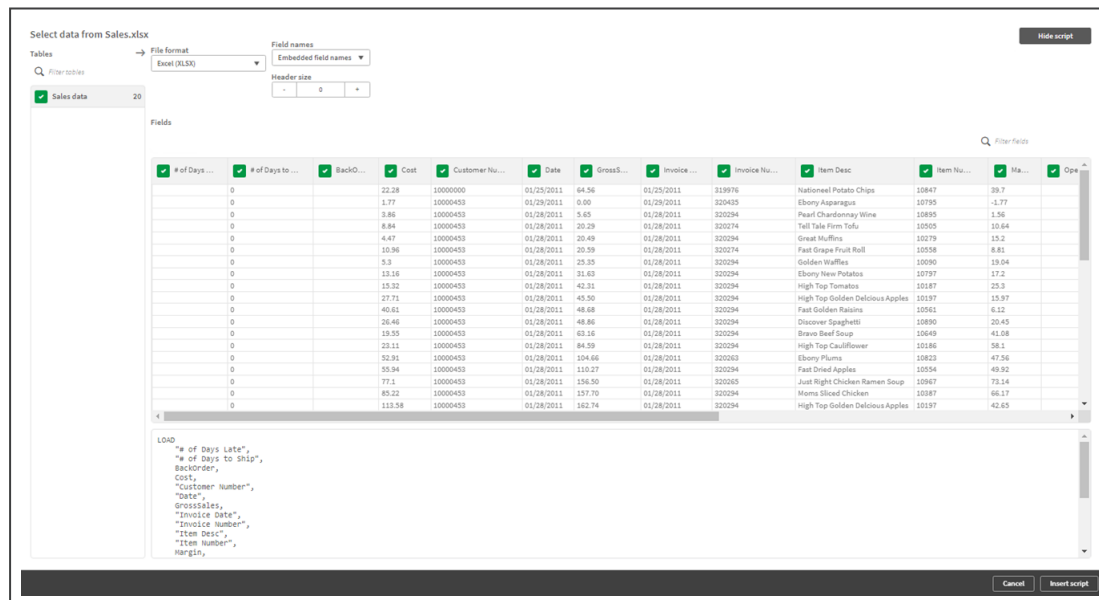 Select data from Sales.xlsx
Hide script
Tables
File format
Field names
Excel (XLSX)
Embedded field names
Filter tables
Header size
- 0 +
Sales data 20
Fields
Filter fields
# of Days ... # of Days to ... BackO... Cost Customer Nu... Date GrossS... Invoice ... Invoice Nu... Item Desc Item Nu... Ma... Ope
0 22.28 10000000 01/25/2011 64.56 01/25/2011 319976 Nationeel Potato Chips 10847 39.7
0 1.77 10000453 01/29/2011 0.00 01/29/2011 320435 Ebony Asparagus 10795 -1.77
0 3.86 10000453 01/28/2011 5.65 01/28/2011 320294 Pearl Chardonnay Wine 10895 1.56
0 8.84 10000453 01/28/2011 20.29 01/28/2011 320274 Tell Tale Firm Tofu 10505 10.64
0 4.47 10000453 01/28/2011 20.49 01/28/2011 320294 Great Muffins 10279 15.2
0 10.96 10000453 01/28/2011 20.59 01/28/2011 320274 Fast Grape Fruit Roll 10558 8.81
0 5.3 10000453 01/28/2011 25.35 01/28/2011 320294 Golden Waffles 10090 19.04
0 13.16 10000453 01/28/2011 31.63 01/28/2011 320294 Ebony New Potatos 10797 17.2
0 15.32 10000453 01/28/2011 42.31 01/28/2011 320294 High Top Tomatos 10187 25.3
0 27.71 10000453 01/28/2011 45.50 01/28/2011 320294 High Top Golden Delcious Apples 10197 15.97
0 40.61 10000453 01/28/2011 48.68 01/28/2011 320294 Fast Golden Raisins 10561 6.12
0 26.46 10000453 01/28/2011 48.86 01/28/2011 320294 Discover Spaghetti 10890 20.45
0 19.55 10000453 01/28/2011 63.16 01/28/2011 320294 Bravo Beef Soup 10649 41.08
0 23.11 10000453 01/28/2011 84.59 01/28/2011 320294 High Top Cauliflower 10186 58.1
0 52.91 10000453 01/28/2011 104.66 01/28/2011 320263 Ebony Plums 10823 47.56
0 55.94 10000453 01/28/2011 110.27 01/28/2011 320294 Fast Dried Apples 10554 49.92
0 77.1 10000453 01/28/2011 156.50 01/28/2011 320265 Just Right Chicken Ramen Soup 10967 73.14
0 85.22 10000453 01/28/2011 157.70 01/28/2011 320294 Moms Sliced Chicken 10387 66.17
0 113.58 10000453 01/28/2011 162.74 01/28/2011 320294 High Top Golden Delcious Apples 10197 42.65
LOAD
"# of Days Late",
"# of Days to Ship",
BackOrder,
Cost,
"Customer Number",
"Date",
GrossSales,
"Invoice Date",
"Invoice Number",
"Item Desc",
"Item Number",
Margin,
Cancel
Insert script